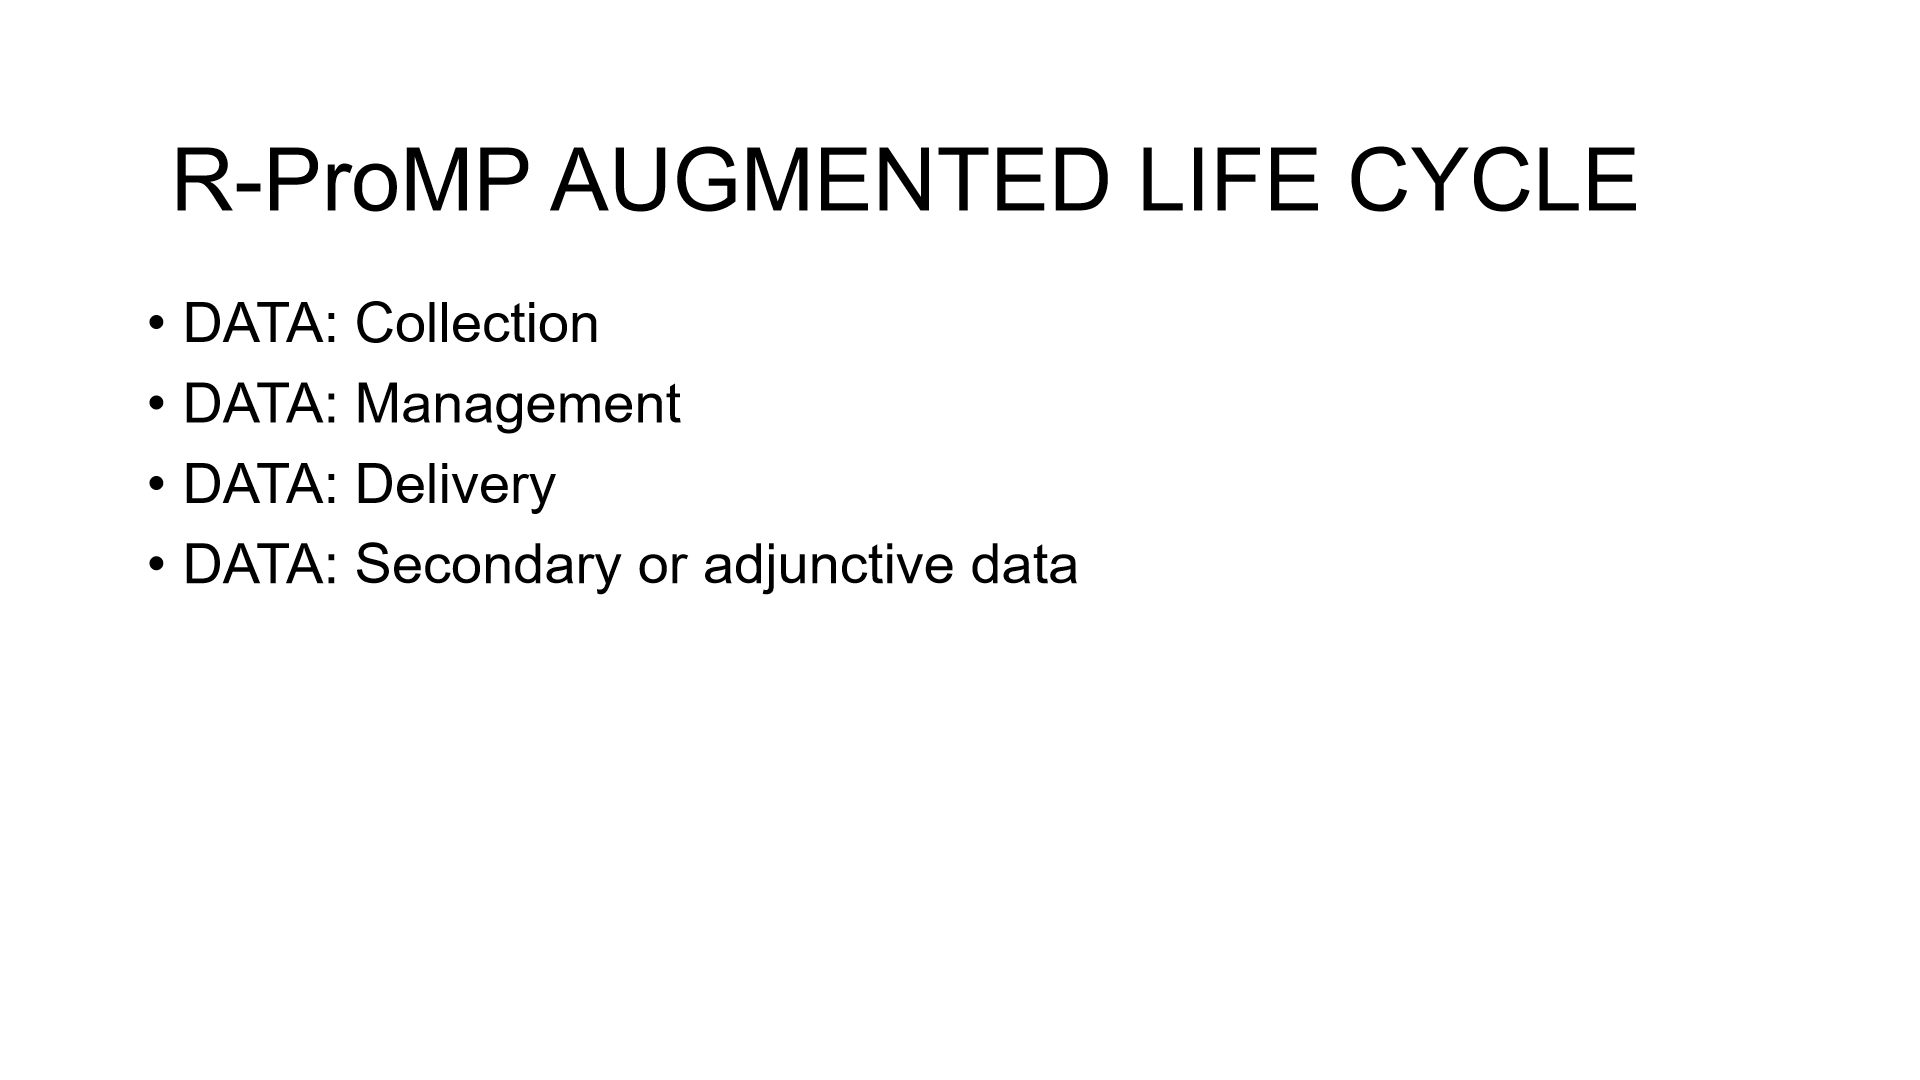 R-ProMP AUGMENTED LIFE CYCLE
• DATA: Collection
• DATA: Management
• DATA: Delivery
• DATA: Secondary or adjunctive data